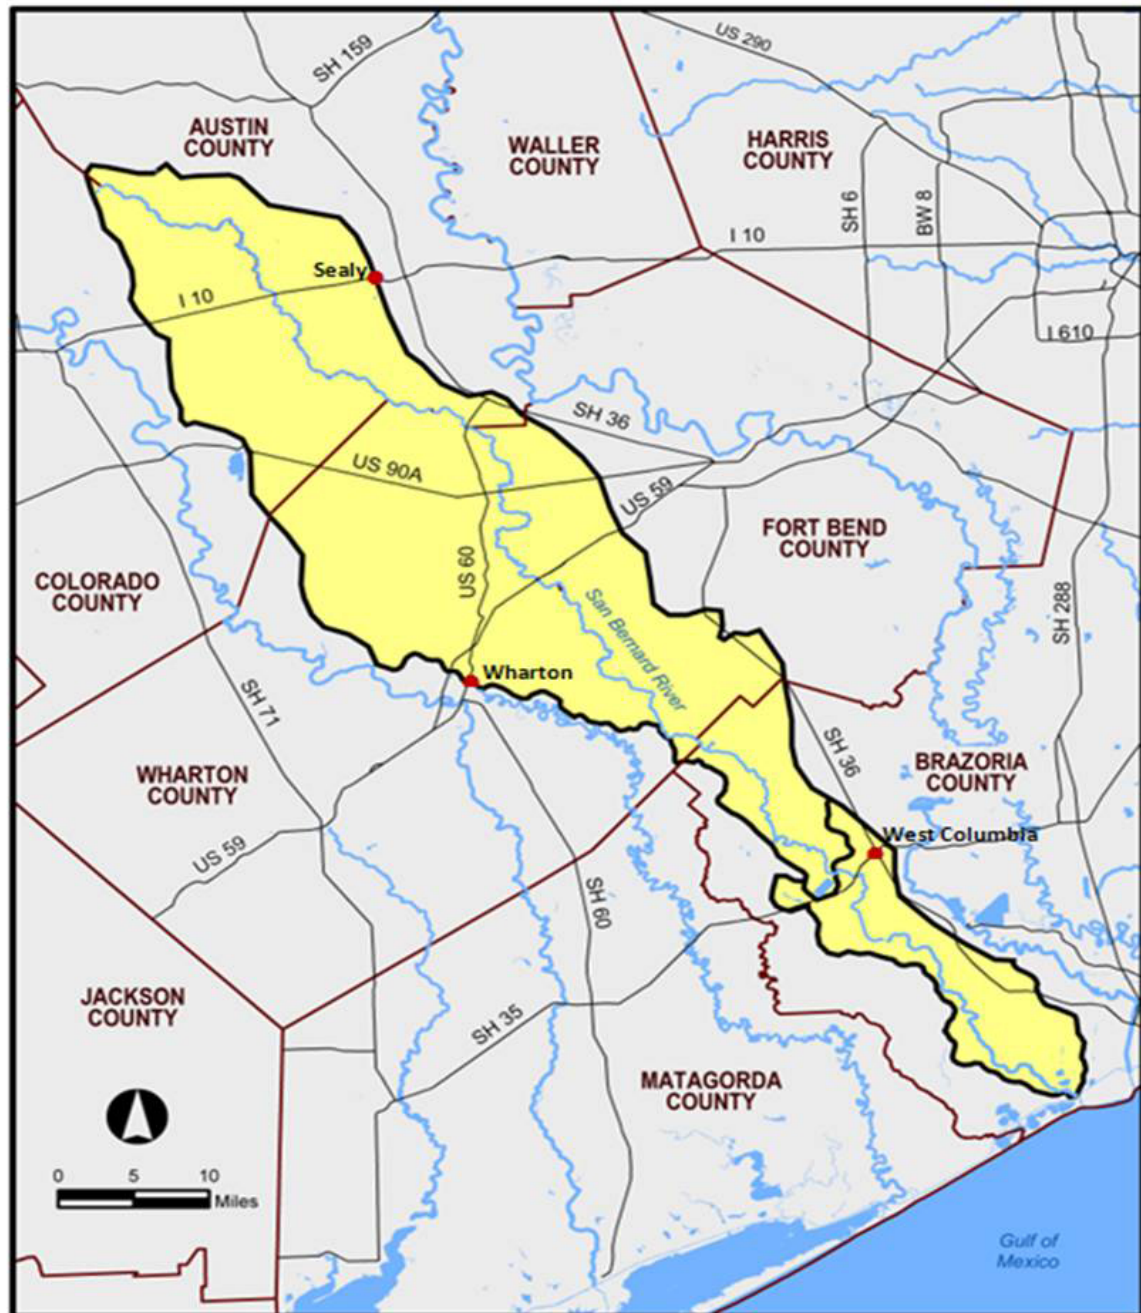 US 290
SH 159
AUSTIN
COUNTY
WALLER
COUNTY
HARRIS
COUNTY
SH 6
BW 8
I 10
Sealy
I 10
I 610
SH 36
US 90A
US 59
FORT BEND
COUNTY
COLORADO
COUNTY
US 60
San Bernard River
SH 288
Wharton
SH 71
SH 36
WHARTON
COUNTY
BRAZORIA
COUNTY
West Columbia
US 59
SH 60
JACKSON
COUNTY
SH 35
MATAGORDA
COUNTY
0 5 10
Miles
Gulf of
Mexico